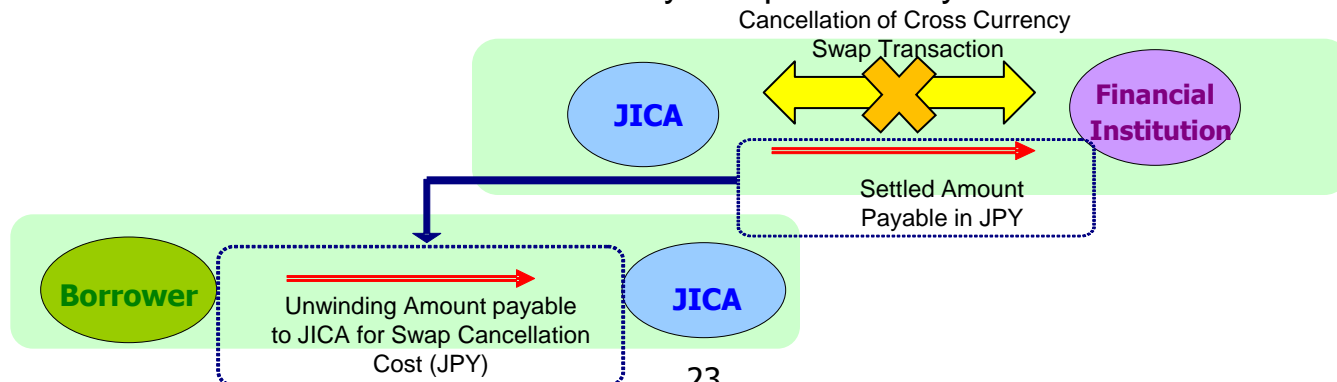 Cancellation of Cross Currency
Swap Transaction
JICA
Financial
Institution
Settled Amount
Payable in JPY
Borrower
Unwinding Amount payable
to JICA for Swap Cancellation
Cost (JPY)
JICA
23